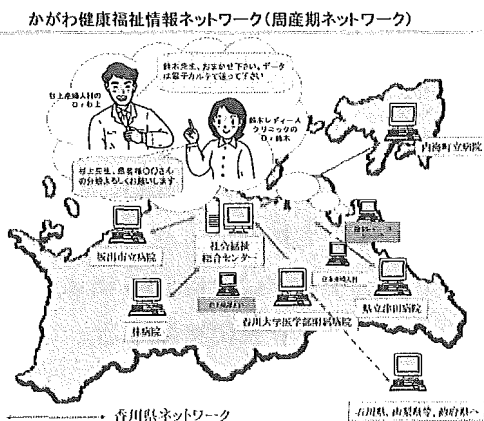 かがわ健康福祉情報ネットワーク(周産期ネットワーク)
鈴木先生、おまかせ下さい。データ
は電子カルテで送って下さい
村上産婦人科の
Dr村上
鈴木レディース
クリニックの
Dr鈴木
村上先生、患者様〇〇さん
の分娩よろしくお願いします
内海町立病院
坂出市立病院
社会福祉
総合センター
香川大学医学部附属病院
県立津田病院
香川県ネットワーク
石川県、山梨県等、他府県へ